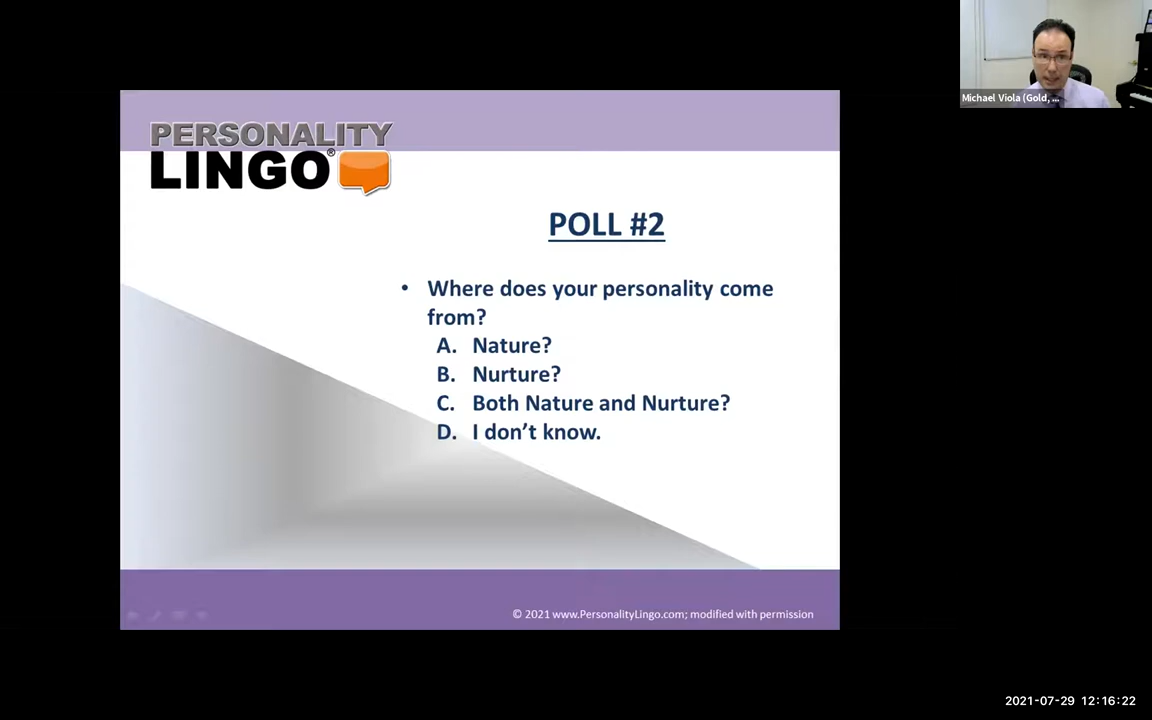 Michael Viola (Gold, ...
PERSONALITY
LINGO®
POLL #2
• Where does your personality come
from?
A. Nature?
B. Nurture?
C. Both Nature and Nurture?
D. I don't know.
© 2021 www.PersonalityLingo.com; modified with permission
2021-07-29 12:16:22